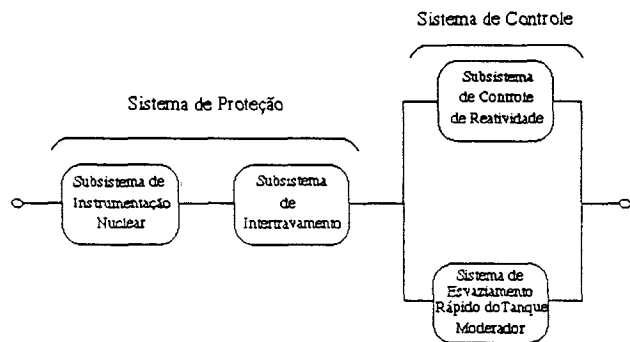 Sistema de Controle
Subsistema
de Controle
de Reatividade
Sistema de Proteção
Subsistema de
Instrumentação
Nuclear
Subsistema
de
Intertravamento
Sistema de
Esvaziamento
Rápido do Tanque
Moderador